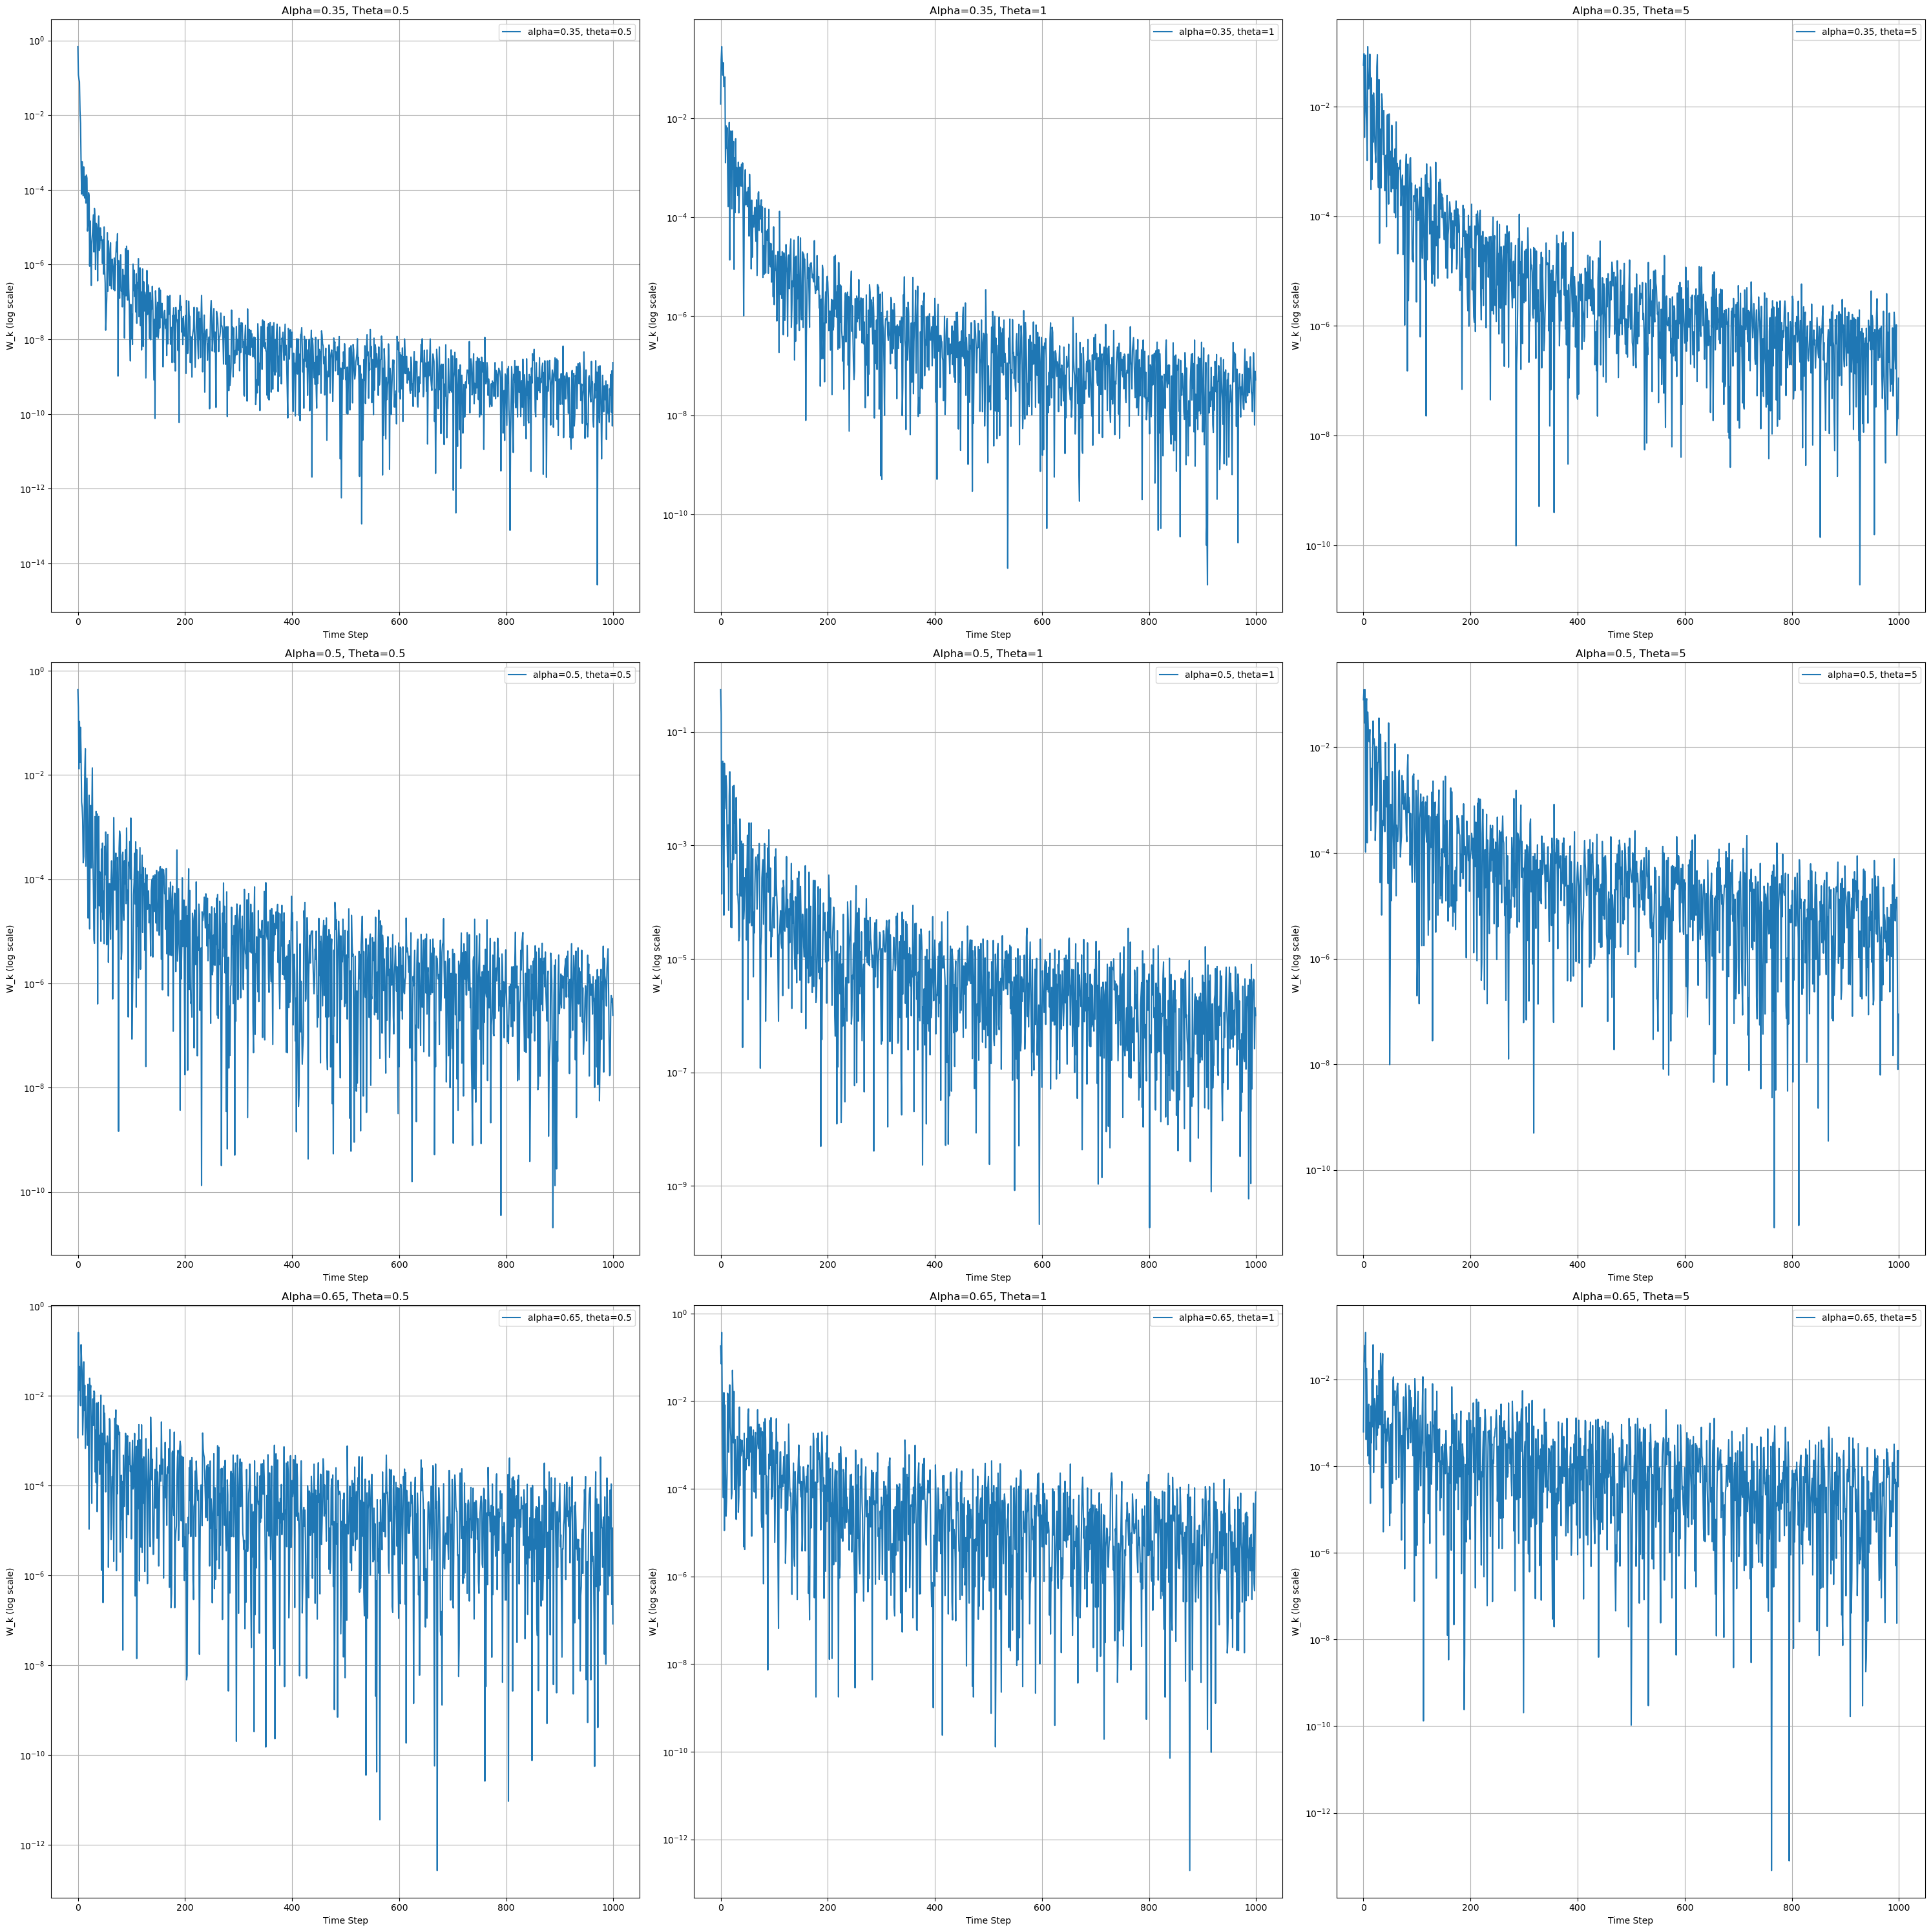 Alpha=0.35, Theta=0.5
alpha=0.35, theta=0.5
10⁰
10⁻²
10⁻⁴
10⁻⁶
10⁻⁸
10⁻¹⁰
10⁻¹²
10⁻¹⁴
W_k (log scale)
0 200 400 600 800 1000
Time Step
Alpha=0.35, Theta=1
alpha=0.35, theta=1
10⁻²
10⁻⁴
10⁻⁶
10⁻⁸
10⁻¹⁰
W_k (log scale)
0 200 400 600 800 1000
Time Step
Alpha=0.35, Theta=5
alpha=0.35, theta=5
10⁻²
10⁻⁴
10⁻⁶
10⁻⁸
10⁻¹⁰
W_k (log scale)
0 200 400 600 800 1000
Time Step
Alpha=0.5, Theta=0.5
alpha=0.5, theta=0.5
10⁰
10⁻²
10⁻⁴
10⁻⁶
10⁻⁸
10⁻¹⁰
W_k (log scale)
0 200 400 600 800 1000
Time Step
Alpha=0.5, Theta=1
alpha=0.5, theta=1
10⁻¹
10⁻³
10⁻⁵
10⁻⁷
10⁻⁹
W_k (log scale)
0 200 400 600 800 1000
Time Step
Alpha=0.5, Theta=5
alpha=0.5, theta=5
10⁻²
10⁻⁴
10⁻⁶
10⁻⁸
10⁻¹⁰
W_k (log scale)
0 200 400 600 800 1000
Time Step
Alpha=0.65, Theta=0.5
alpha=0.65, theta=0.5
10⁰
10⁻²
10⁻⁴
10⁻⁶
10⁻⁸
10⁻¹⁰
10⁻¹²
W_k (log scale)
0 200 400 600 800 1000
Time Step
Alpha=0.65, Theta=1
alpha=0.65, theta=1
10⁰
10⁻²
10⁻⁴
10⁻⁶
10⁻⁸
10⁻¹⁰
10⁻¹²
W_k (log scale)
0 200 400 600 800 1000
Time Step
Alpha=0.65, Theta=5
alpha=0.65, theta=5
10⁻²
10⁻⁴
10⁻⁶
10⁻⁸
10⁻¹⁰
10⁻¹²
W_k (log scale)
0 200 400 600 800 1000
Time Step